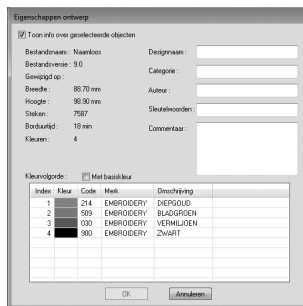 Eigenschappen ontwerp
Toon info over geselecteerde objecten
Bestandsnaam : Naamloos
Bestandsversie : 9.0
Gewijzigd op :
Breedte : 88.70 mm
Hoogte : 98.90 mm
Steken : 7587
Borduurtijd : 18 min
Kleuren : 4
Designnaam :
Categorie :
Auteur :
Sleutelwoorden :
Commentaar :
Kleurvolgorde : Met basiskleur
Index Kleur Code Merk Omschrijving
1 214 EMBROIDERY DIEPGOUD
2 509 EMBROIDERY BLADGROEN
3 030 EMBROIDERY VERMILJOEN
4 900 EMBROIDERY ZWART
OK Annuleren